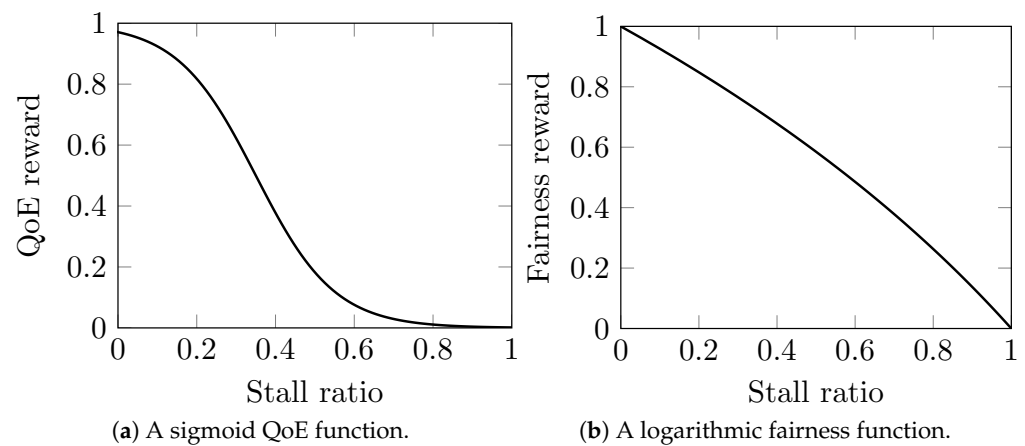 1
0.8
0.6
0.4
0.2
0
QoE reward
0 0.2 0.4 0.6 0.8 1
Stall ratio
(a) A sigmoid QoE function.
1
0.8
0.6
0.4
0.2
0
Fairness reward
0 0.2 0.4 0.6 0.8 1
Stall ratio
(b) A logarithmic fairness function.